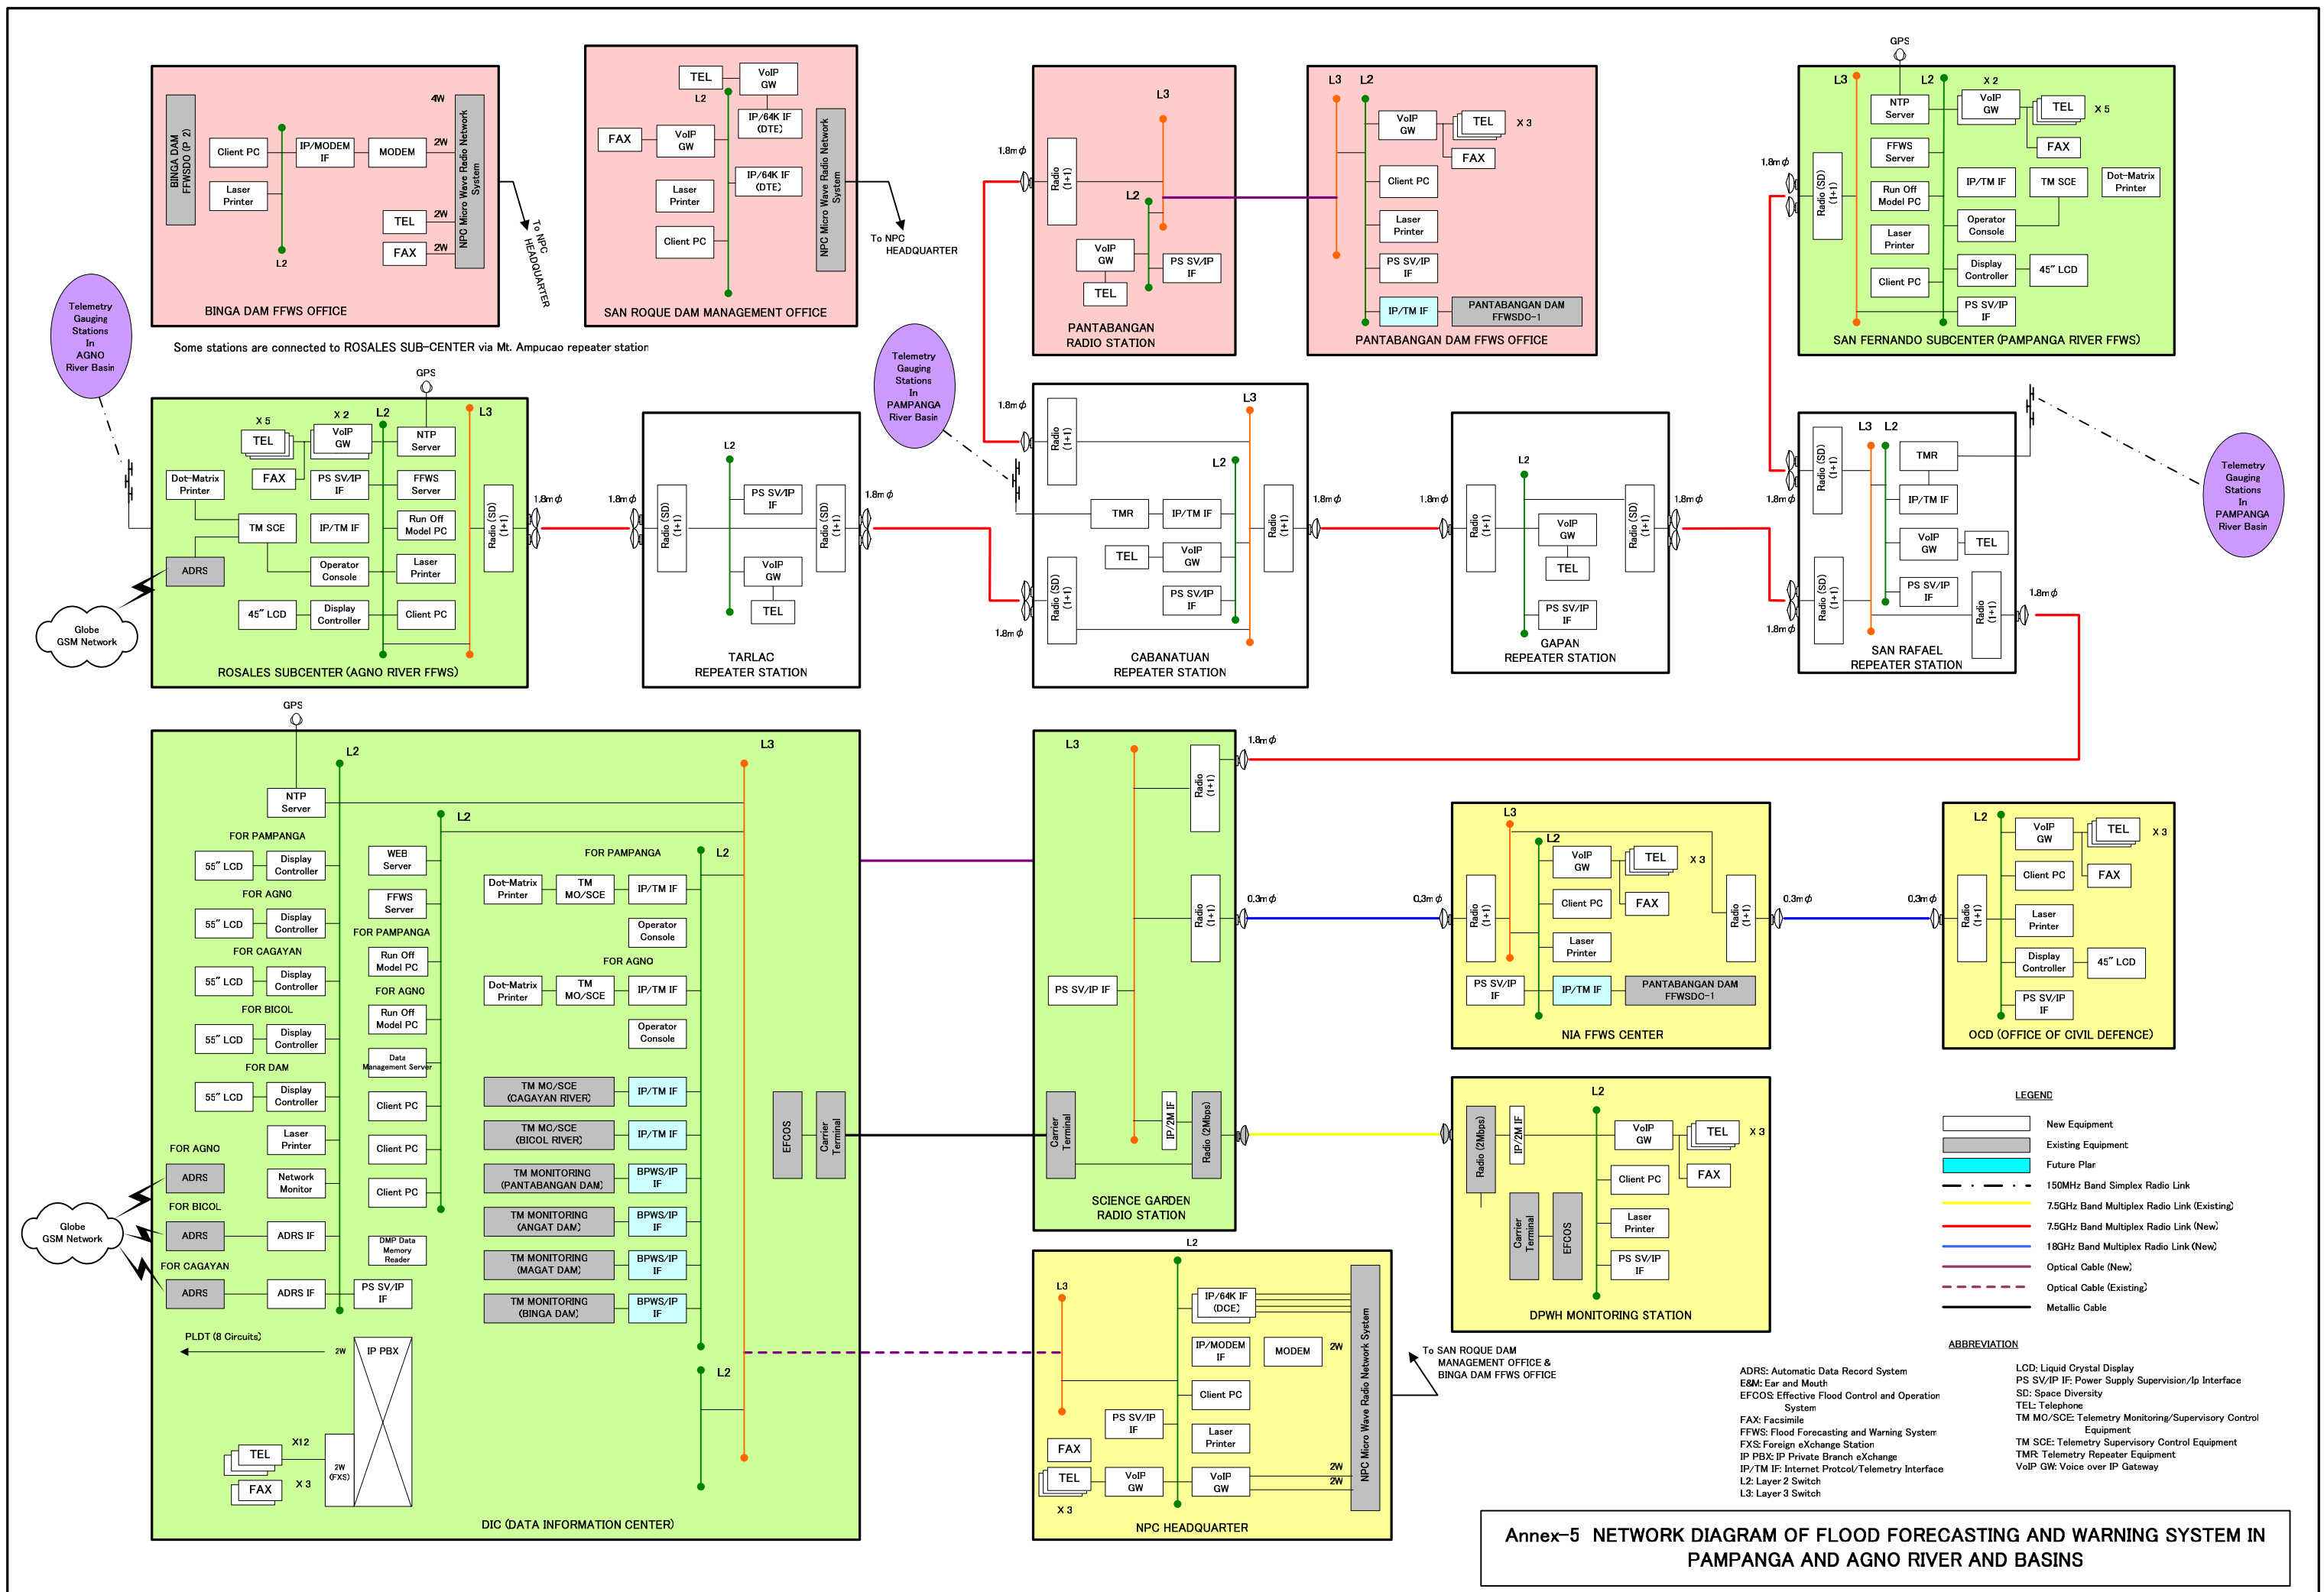 BINGA DAM
FFWSDO (P 2)
Client PC
Laser
Printer
IP/MODEM
IF
MODEM
4W
2W
TEL
2W
FAX
2W
NPC Micro Wave Radio Network
System
L2
BINGA DAM FFWS OFFICE
To NPC
HEADQUARTER
TEL
VoIP
GW
L2
IP/64K IF
(DTE)
FAX
VoIP
GW
IP/64K IF
(DTE)
Laser
Printer
Client PC
NPC Micro Wave Radio Network
System
SAN ROQUE DAM MANAGEMENT OFFICE
To NPC
HEADQUARTER
1.8mφ
Radio
(1+1)
L3
L2
VoIP
GW
TEL
PS SV/IP
IF
PANTABANGAN
RADIO STATION
L3
L2
VoIP
GW
TEL
X 3
FAX
Client PC
Laser
Printer
PS SV/IP
IF
IP/TM IF
PANTABANGAN DAM
FFWSDO-1
PANTABANGAN DAM FFWS OFFICE
GPS
L3
L2
X 2
NTP
Server
VoIP
GW
TEL
X 5
FAX
1.8mφ
Radio (SD)
(1+1)
FFWS
Server
Run Off
Model PC
IP/TM IF
TM SCE
Dot-Matrix
Printer
Operator
Console
Laser
Printer
Client PC
Display
Controller
45" LCD
PS SV/IP
IF
SAN FERNANDO SUBCENTER (PAMPANGA RIVER FFWS)
Telemetry
Gauging
Stations
In
AGNO
River Basin
Some stations are connected to ROSALES SUB-CENTER via Mt. Ampucao repeater station
Telemetry
Gauging
Stations
In
PAMPANGA
River Basin
GPS
X 5
X 2
L2
L3
TEL
VoIP
GW
NTP
Server
FAX
Dot-Matrix
Printer
PS SV/IP
IF
FFWS
Server
TM SCE
IP/TM IF
Run Off
Model PC
ADRS
Operator
Console
Laser
Printer
45" LCD
Display
Controller
Client PC
Radio (SD)
(1+1)
1.8mφ
Globe
GSM Network
ROSALES SUBCENTER (AGNO RIVER FFWS)
1.8mφ
Radio (SD)
(1+1)
L2
PS SV/IP
IF
VoIP
GW
TEL
Radio (SD)
(1+1)
1.8mφ
TARLAC
REPEATER STATION
1.8mφ
Radio
(1+1)
L3
L2
TMR
IP/TM IF
TEL
VoIP
GW
PS SV/IP
IF
Radio (SD)
(1+1)
1.8mφ
Radio
(1+1)
1.8mφ
CABANATUAN
REPEATER STATION
1.8mφ
Radio
(1+1)
L2
VoIP
GW
TEL
PS SV/IP
IF
Radio (SD)
(1+1)
1.8mφ
GAPAN
REPEATER STATION
L3
L2
Radio (SD)
(1+1)
1.8mφ
TMR
IP/TM IF
VoIP
GW
TEL
PS SV/IP
IF
Radio (SD)
(1+1)
1.8mφ
Radio
(1+1)
1.8mφ
SAN RAFAEL
REPEATER STATION
Telemetry
Gauging
Stations
In
PAMPANGA
River Basin
GPS
L2
NTP
Server
FOR PAMPANGA
55" LCD
Display
Controller
FOR AGNO
55" LCD
Display
Controller
FOR CAGAYAN
55" LCD
Display
Controller
FOR BICOL
55" LCD
Display
Controller
FOR DAM
55" LCD
Display
Controller
Laser
Printer
FOR AGNO
ADRS
Network
Monitor
FOR BICOL
ADRS
ADRS IF
FOR CAGAYAN
ADRS
ADRS IF
PS SV/IP
IF
Globe
GSM Network
L2
WEB
Server
FFWS
Server
FOR PAMPANGA
Run Off
Model PC
FOR AGNO
Run Off
Model PC
Data
Management Server
Client PC
Client PC
Client PC
DMP Data
Memory
Reader
L3
FOR PAMPANGA
L2
Dot-Matrix
Printer
TM
MO/SCE
IP/TM IF
Operator
Console
FOR AGNO
Dot-Matrix
Printer
TM
MO/SCE
IP/TM IF
Operator
Console
TM MO/SCE
(CAGAYAN RIVER)
IP/TM IF
TM MO/SCE
(BICOL RIVER)
IP/TM IF
TM MONITORING
(PANTABANGAN DAM)
BPWS/IP
IF
TM MONITORING
(ANGAT DAM)
BPWS/IP
IF
TM MONITORING
(MAGAT DAM)
BPWS/IP
IF
TM MONITORING
(BINGA DAM)
BPWS/IP
IF
EFCOS
Carrier
Terminal
L2
PLDT (8 Circuits)
2W
IP PBX
X12
TEL
2W
(FXS)
FAX
X 3
DIC (DATA INFORMATION CENTER)
L3
Radio
(1+1)
1.8mφ
Radio
(1+1)
0.3mφ
PS SV/IP IF
Carrier
Terminal
IP/2M IF
Radio (2Mbps)
SCIENCE GARDEN
RADIO STATION
0.3mφ
L3
L2
VoIP
GW
TEL
X 3
Client PC
FAX
Radio
(1+1)
Laser
Printer
Radio
(1+1)
0.3mφ
PS SV/IP
IF
IP/TM IF
PANTABANGAN DAM
FFWSDO-1
NIA FFWS CENTER
0.3mφ
L2
VoIP
GW
TEL
X 3
Client PC
FAX
Radio
(1+1)
Laser
Printer
Display
Controller
45" LCD
PS SV/IP
IF
OCD (OFFICE OF CIVIL DEFENCE)
L2
Radio (2Mbps)
IP/2M IF
VoIP
GW
TEL
X 3
Client PC
FAX
Carrier
Terminal
EFCOS
Laser
Printer
PS SV/IP
IF
DPWH MONITORING STATION
L2
L3
IP/64K IF
(DCE)
IP/MODEM
IF
MODEM
2W
Client PC
PS SV/IP
IF
Laser
Printer
FAX
TEL
VoIP
GW
VoIP
GW
2W
2W
X 3
NPC Micro Wave Radio Network System
NPC HEADQUARTER
To SAN ROQUE DAM
MANAGEMENT OFFICE &
BINGA DAM FFWS OFFICE
LEGEND
New Equipment
Existing Equipment
Future Plan
150MHz Band Simplex Radio Link
7.5GHz Band Multiplex Radio Link (Existing)
7.5GHz Band Multiplex Radio Link (New)
18GHz Band Multiplex Radio Link (New)
Optical Cable (New)
Optical Cable (Existing)
Metallic Cable
ABBREVIATION
ADRS: Automatic Data Record System
E&M: Ear and Mouth
EFCOS: Effective Flood Control and Operation
System
FAX: Facsimile
FFWS: Flood Forecasting and Warning System
FXS: Foreign eXchange Station
IP PBX: IP Private Branch eXchange
IP/TM IF: Internet Protcol/Telemetry Interface
L2: Layer 2 Switch
L3: Layer 3 Switch
LCD: Liquid Crystal Display
PS SV/IP IF: Power Supply Supervision/Ip Interface
SD: Space Diversity
TEL: Telephone
TM MO/SCE: Telemetry Monitoring/Supervisory Control
Equipment
TM SCE: Telemetry Supervisory Control Equipment
TMR: Telemetry Repeater Equipment
VoIP GW: Voice over IP Gateway
Annex-5 NETWORK DIAGRAM OF FLOOD FORECASTING AND WARNING SYSTEM IN
PAMPANGA AND AGNO RIVER AND BASINS